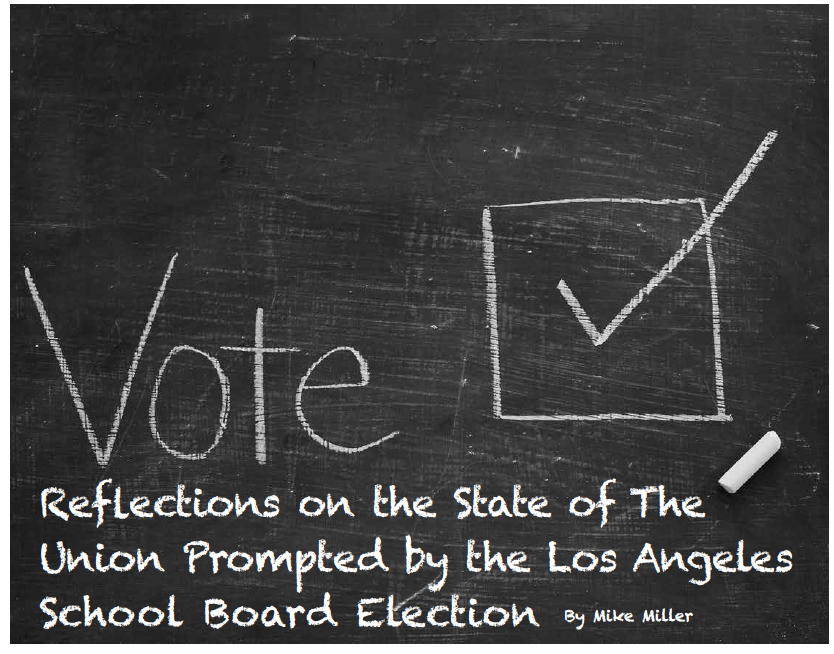 Vote
Reflections on the State of The
Union Prompted by the Los Angeles
School Board Election By Mike Miller